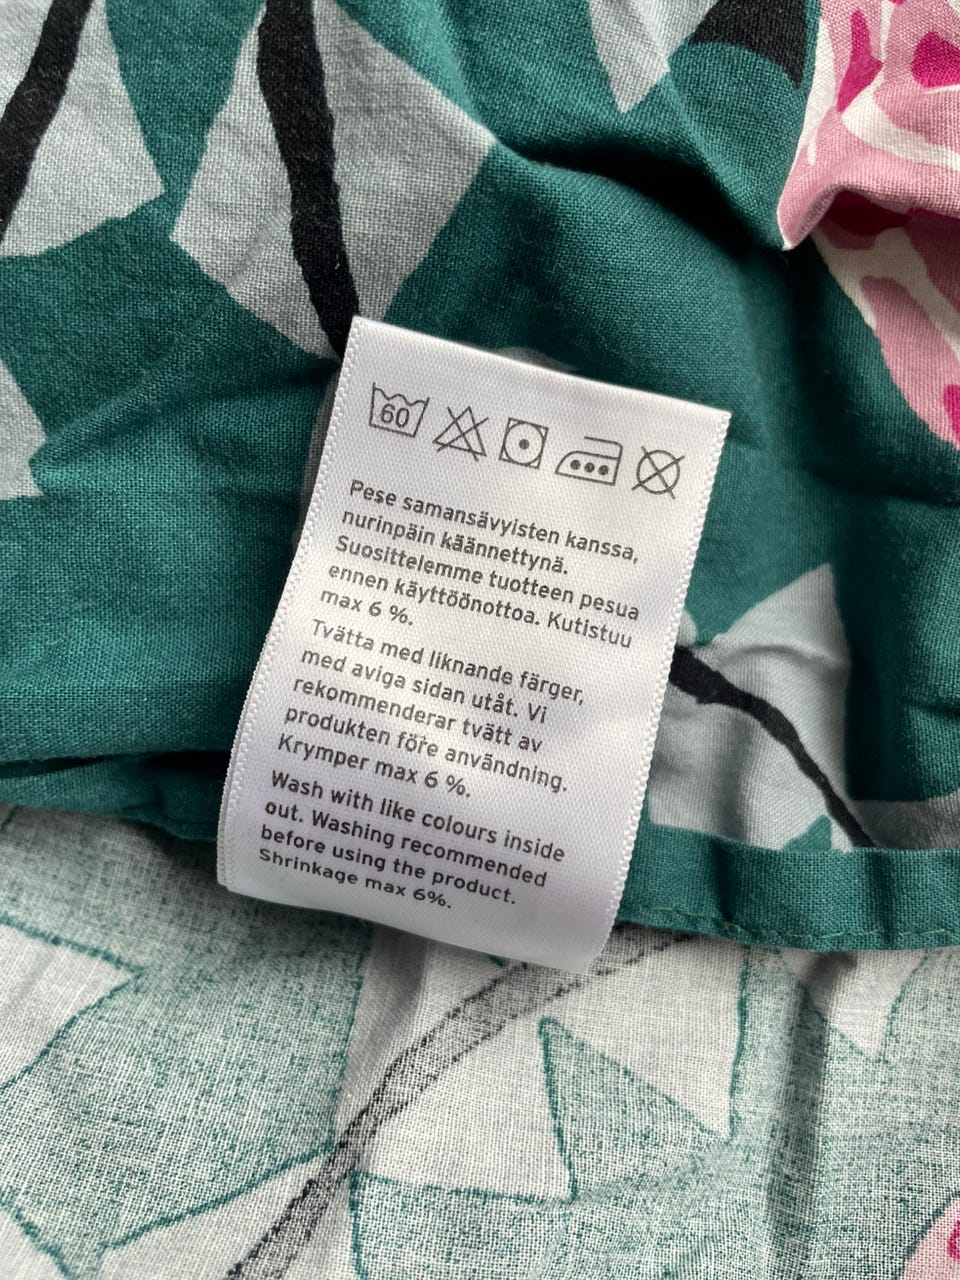 60
Pese samansävyisten kanssa,
nurinpäin käännettynä.
Suosittelemme tuotteen pesua
ennen käyttöönottoa. Kutistuu
max 6 %.
Tvätta med liknande färger,
med aviga sidan utåt. Vi
rekommenderar tvätt av
produkten före användning.
Krymper max 6 %.
Wash with like colours inside
out. Washing recommended
before using the product.
Shrinkage max 6%.